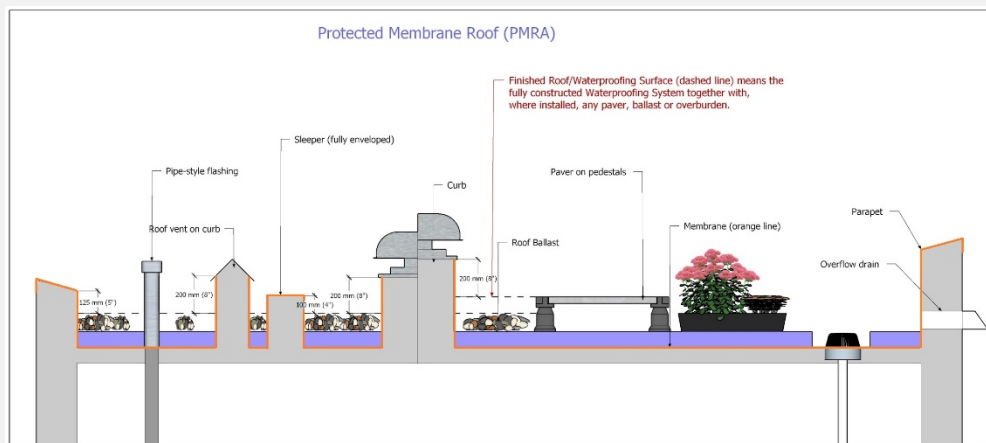 Protected Membrane Roof (PMRA)
Finished Roof/Waterproofing Surface (dashed line) means the
fully constructed Waterproofing System together with,
where installed, any paver, ballast or overburden.
Sleeper (fully enveloped)
Pipe-style flashing
Paver on pedestals
Curb
Parapet
Roof vent on curb
Membrane (orange line)
Roof Ballast
Overflow drain
200 mm (8")
125 mm (5")
200 mm (8")
100 mm (4")
200 mm (8")